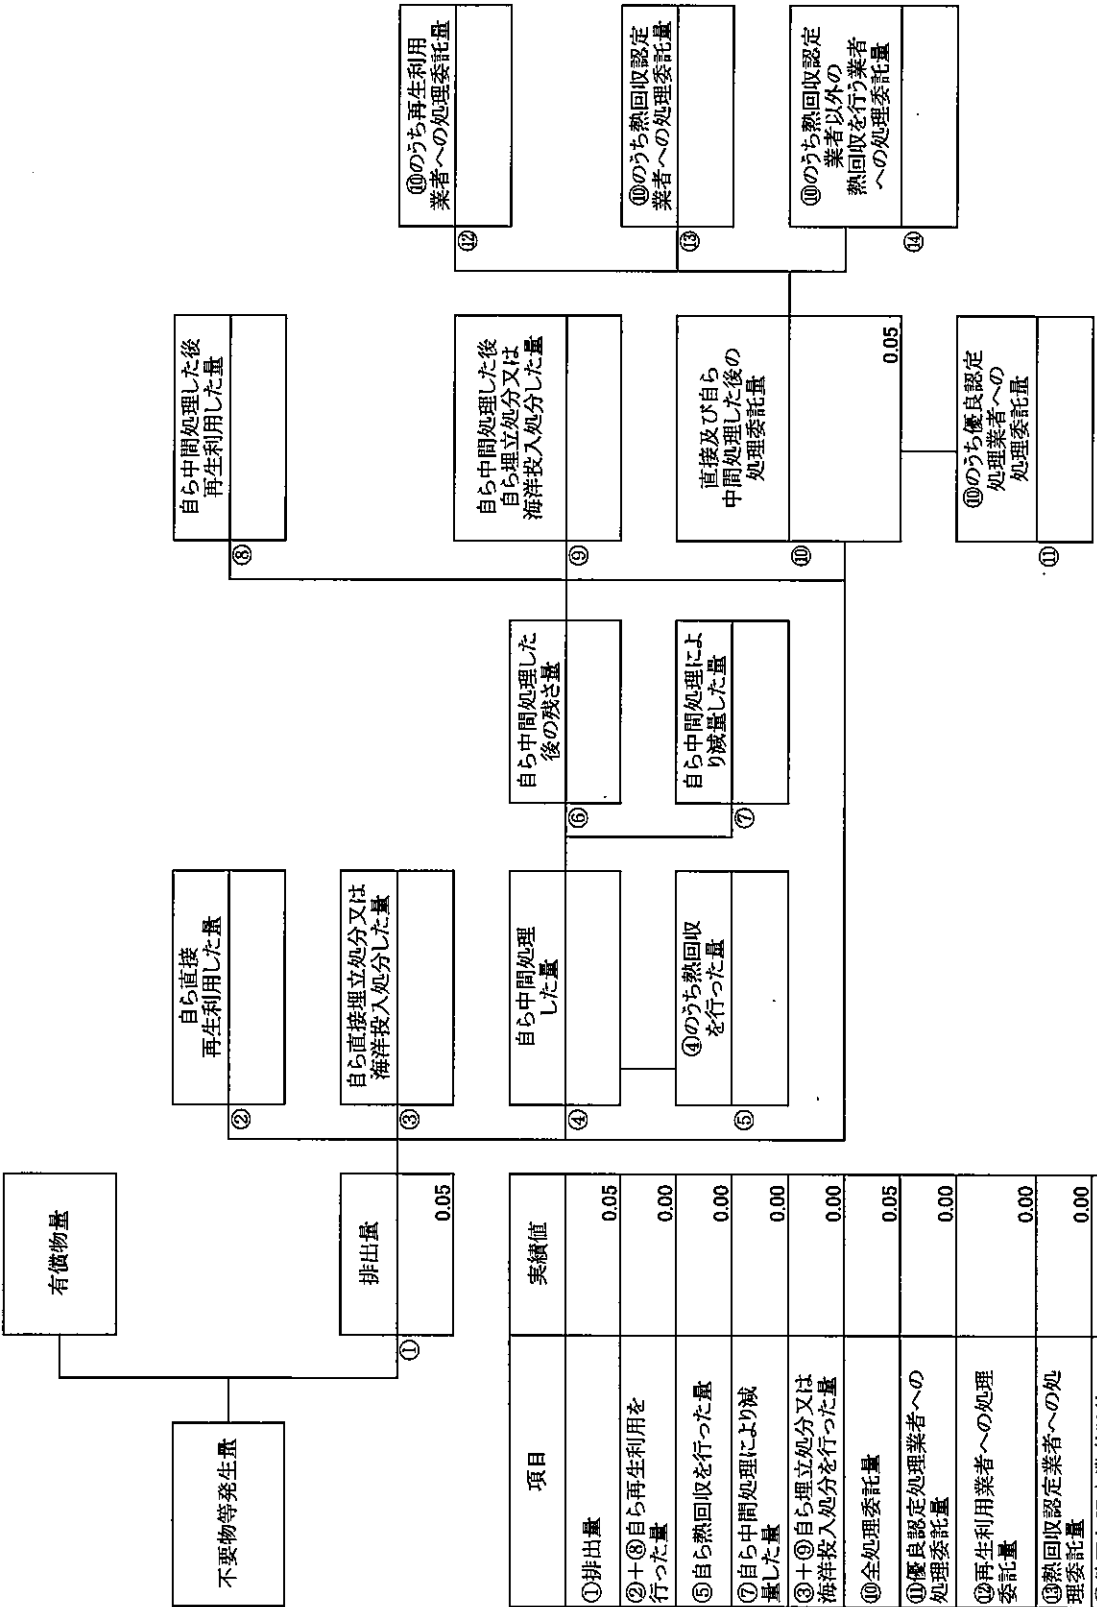 不要物等発生量
有償物量
排出量
①
0.05
自ら直接
再生利用した量
②
自ら直接埋立処分又は
海洋投入処分した量
③
自ら中間処理
した量
④
④のうち熱回収
を行った量
⑤
自ら中間処理した
後の残さ量
⑥
自ら中間処理によ
り減量した量
⑦
自ら中間処理した後
再生利用した量
⑧
自ら中間処理した後
自ら埋立処分又は
海洋投入処分した量
⑨
直接及び自ら
中間処理した後の
処理委託量
⑩
0.05
⑩のうち優良認定
処理業者への
処理委託量
⑪
⑩のうち再生利用
業者への処理委託量
⑫
⑩のうち熱回収認定
業者への処理委託量
⑬
⑩のうち熱回収認定
業者以外の
熱回収を行う業者
への処理委託量
⑭
項目 実績値
①排出量 0.05
②+⑧自ら再生利用を
行った量 0.00
⑤自ら熱回収を行った量 0.00
⑦自ら中間処理により減
量した量 0.00
③+⑨自ら埋立処分又は
海洋投入処分を行った量 0.00
⑩全処理委託量 0.05
⑪優良認定処理業者への
処理委託量 0.00
⑫再生利用業者への処理
委託量 0.00
⑬熱回収認定業者への処
理委託量 0.00